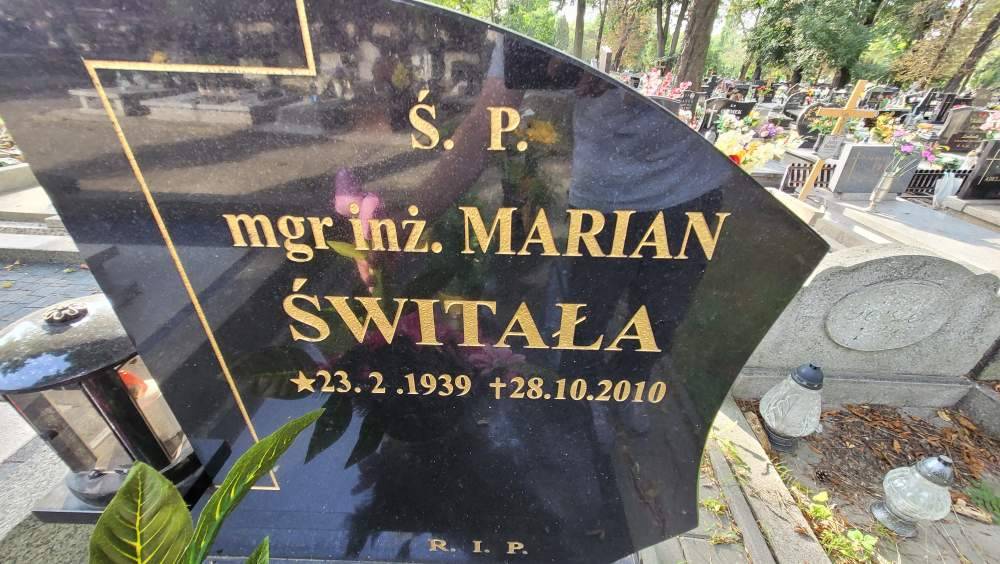 Ś. P.
mgr inż. MARIAN
ŚWITAŁA
★23. 2 .1939 ✝28.10.2010
R. I. P.